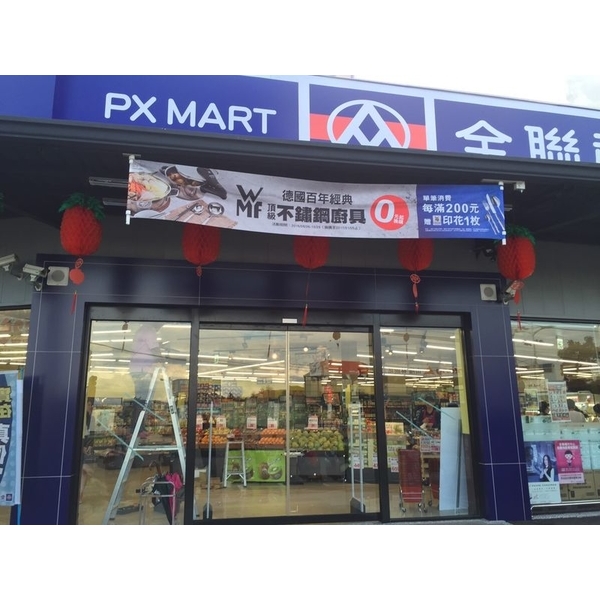 PX MART
全聯
WMF
德國百年經典
頂級不鏽鋼廚具
0
單筆消費
每滿200元
贈印花1枚